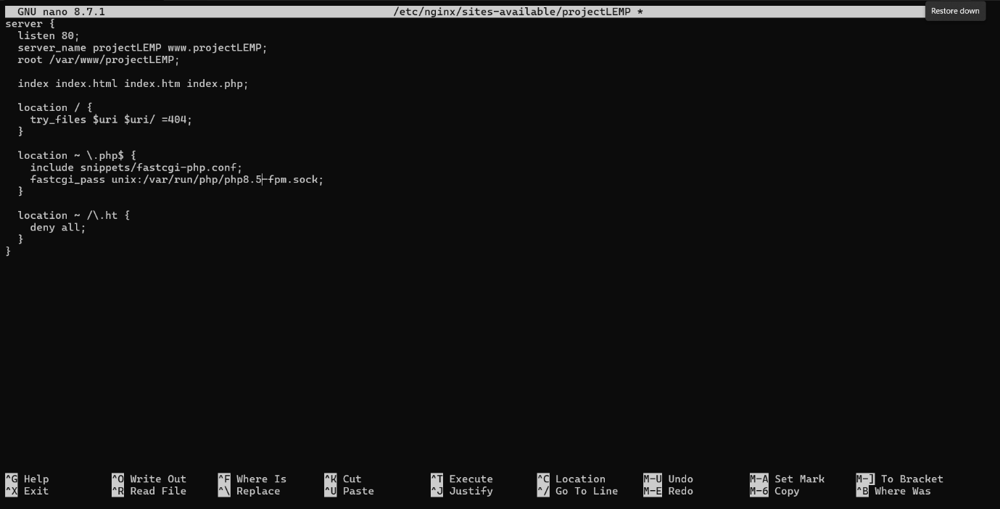 GNU nano 8.7.1 /etc/nginx/sites-available/projectLEMP * Restore down
server {
  listen 80;
  server_name projectLEMP www.projectLEMP;
  root /var/www/projectLEMP;

  index index.html index.htm index.php;

  location / {
    try_files $uri $uri/ =404;
  }

  location ~ \.php$ {
    include snippets/fastcgi-php.conf;
    fastcgi_pass unix:/var/run/php/php8.5-fpm.sock;
  }

  location ~ /\.ht {
    deny all;
  }
}
^G Help ^O Write Out ^F Where Is ^K Cut ^T Execute ^C Location M-U Undo M-A Set Mark M-] To Bracket
^X Exit ^R Read File ^\ Replace ^U Paste ^J Justify ^/ Go To Line M-E Redo M-6 Copy ^B Where Was